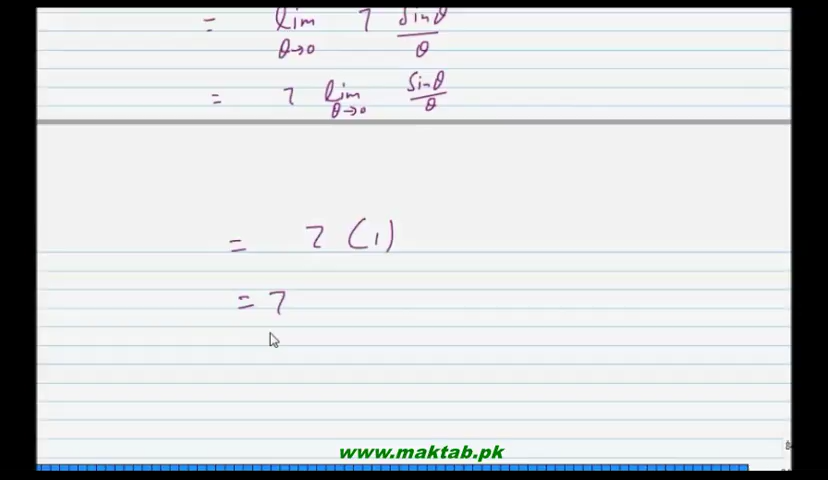 = lim θ→0 7 sinθ/θ
= 7 lim θ→0 sinθ/θ
= 7 (1)
= 7
www.maktab.pk